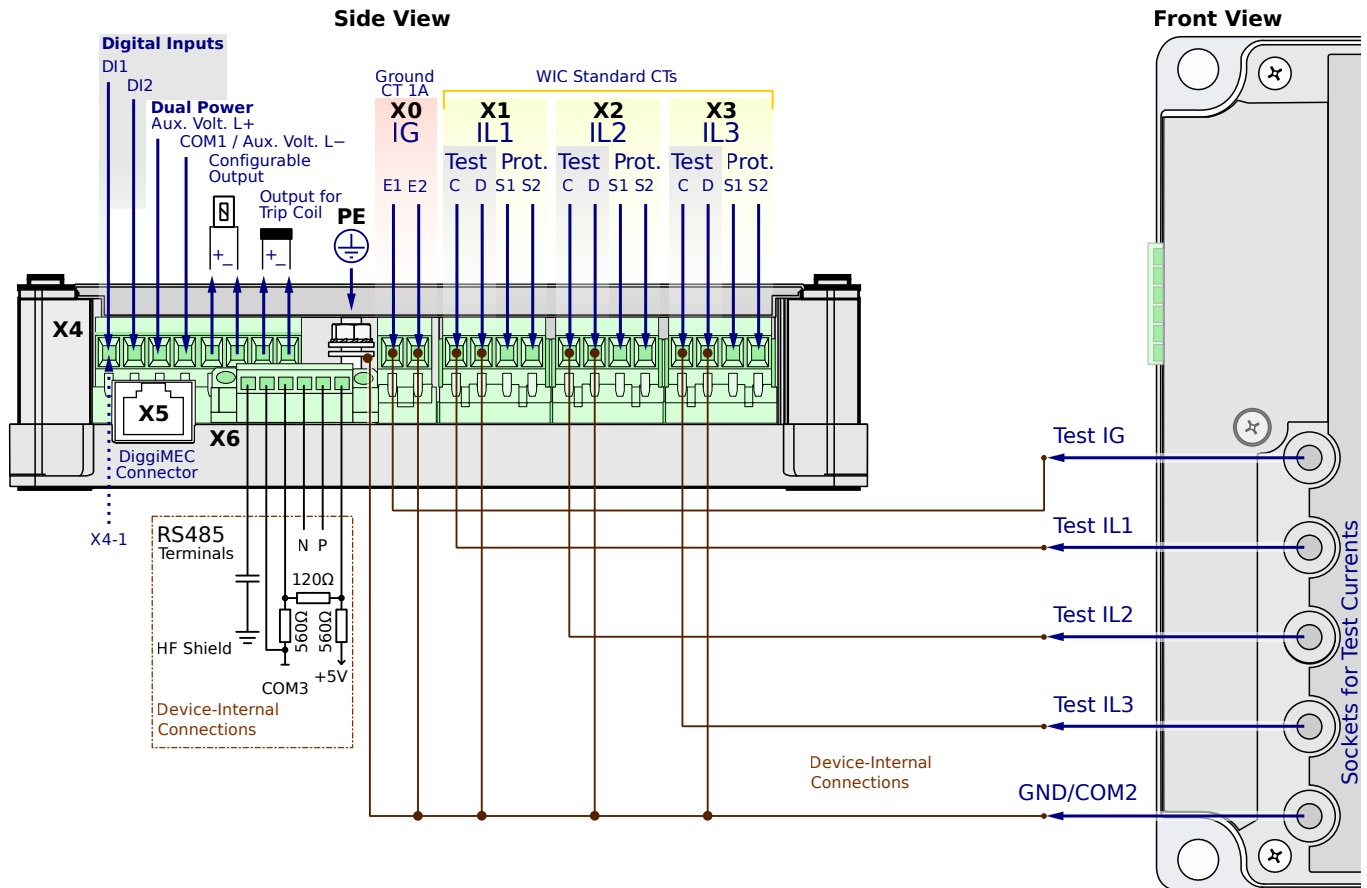 Side View
Front View
Digital Inputs
DI1
DI2
Dual Power
Aux. Volt. L+
COM1 / Aux. Volt. L−
Configurable
Output
Output for
Trip Coil
+
−
+
−
PE
Ground
CT 1A
X0
IG
E1 E2
WIC Standard CTs
X1
IL1
Test Prot.
C D S1 S2
X2
IL2
Test Prot.
C D S1 S2
X3
IL3
Test Prot.
C D S1 S2
X4
X5
X6
DiggiMEC
Connector
X4-1
RS485
Terminals
N P
120Ω
560Ω
560Ω
HF Shield
COM3
+5V
Device-Internal
Connections
Test IG
Test IL1
Test IL2
Test IL3
GND/COM2
Device-Internal
Connections
Sockets for Test Currents